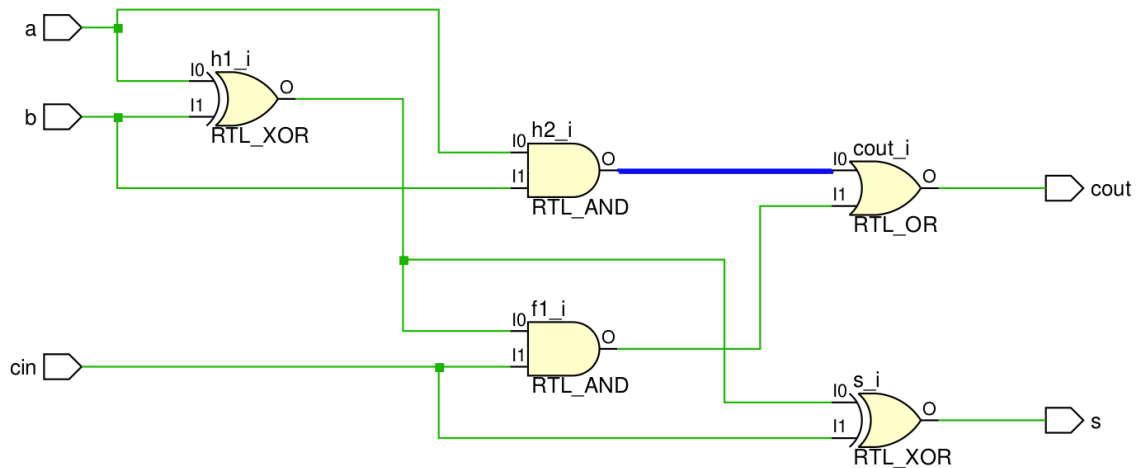 a
h1_i
I0
O
I1
b
RTL_XOR
h2_i
I0
O
I1
RTL_AND
cout_i
I0
O
I1
cout
RTL_OR
f1_i
I0
O
I1
cin
RTL_AND
s_i
I0
O
I1
s
RTL_XOR